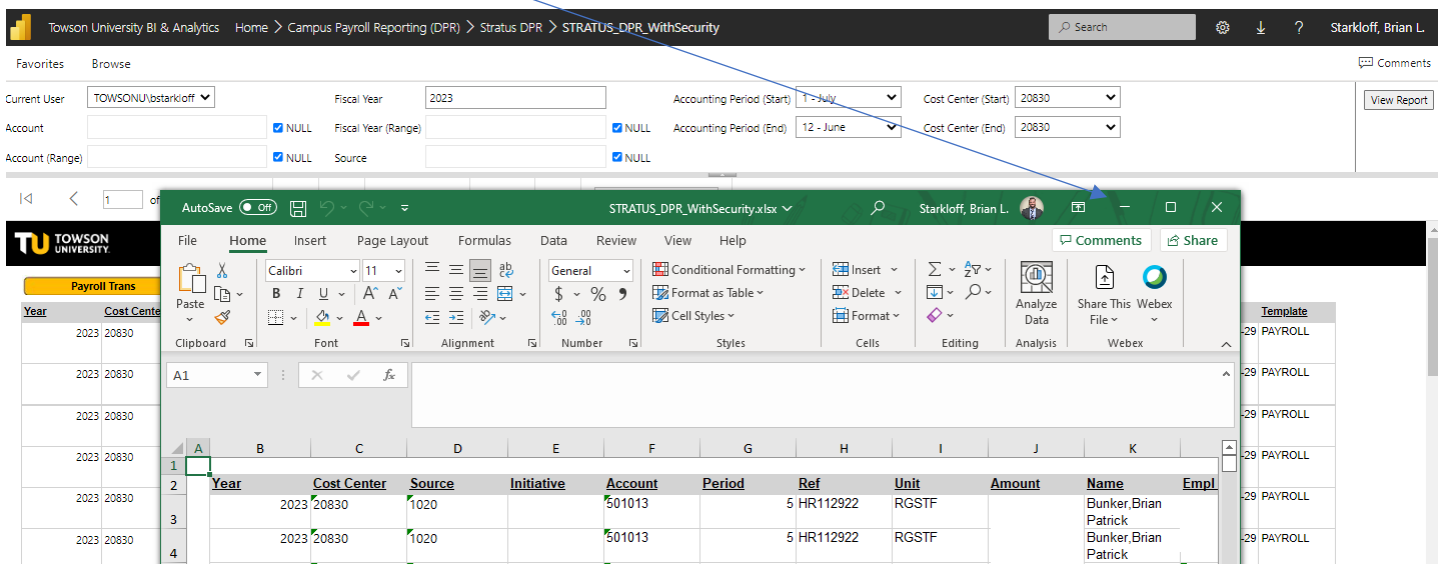 Towson University BI & Analytics Home > Campus Payroll Reporting (DPR) > Stratus DPR > STRATUS_DPR_WithSecurity Search ? Starkloff, Brian L.
Favorites Browse Comments
Current User TOWSONU\bstarkloff Fiscal Year 2023 Accounting Period (Start) 1 - July Cost Center (Start) 20830 View Report
Account NULL Fiscal Year (Range) NULL Accounting Period (End) 12 - June Cost Center (End) 20830
Account (Range) NULL Source NULL
1 of
AutoSave Off STRATUS_DPR_WithSecurity.xlsx Starkloff, Brian L.
TU TOWSON UNIVERSITY.
File Home Insert Page Layout Formulas Data Review View Help Comments Share
Payroll Trans
Calibri 11 General Conditional Formatting Insert
Paste B I U A A $ % 9 Format as Table Delete Analyze Data Share This File Webex
A Cell Styles Format
Clipboard Font Alignment Number Styles Cells Editing Analysis Webex
Year Cost Cente Template
2023 20830 -29 PAYROLL
2023 20830 -29 PAYROLL
2023 20830 -29 PAYROLL
2023 20830 -29 PAYROLL
2023 20830 -29 PAYROLL
2023 20830 -29 PAYROLL
A1 fx
A B C D E F G H I J K
1
2 Year Cost Center Source Initiative Account Period Ref Unit Amount Name Empl
3 2023 20830 1020 501013 5 HR112922 RGSTF Bunker,Brian Patrick
4 2023 20830 1020 501013 5 HR112922 RGSTF Bunker,Brian Patrick